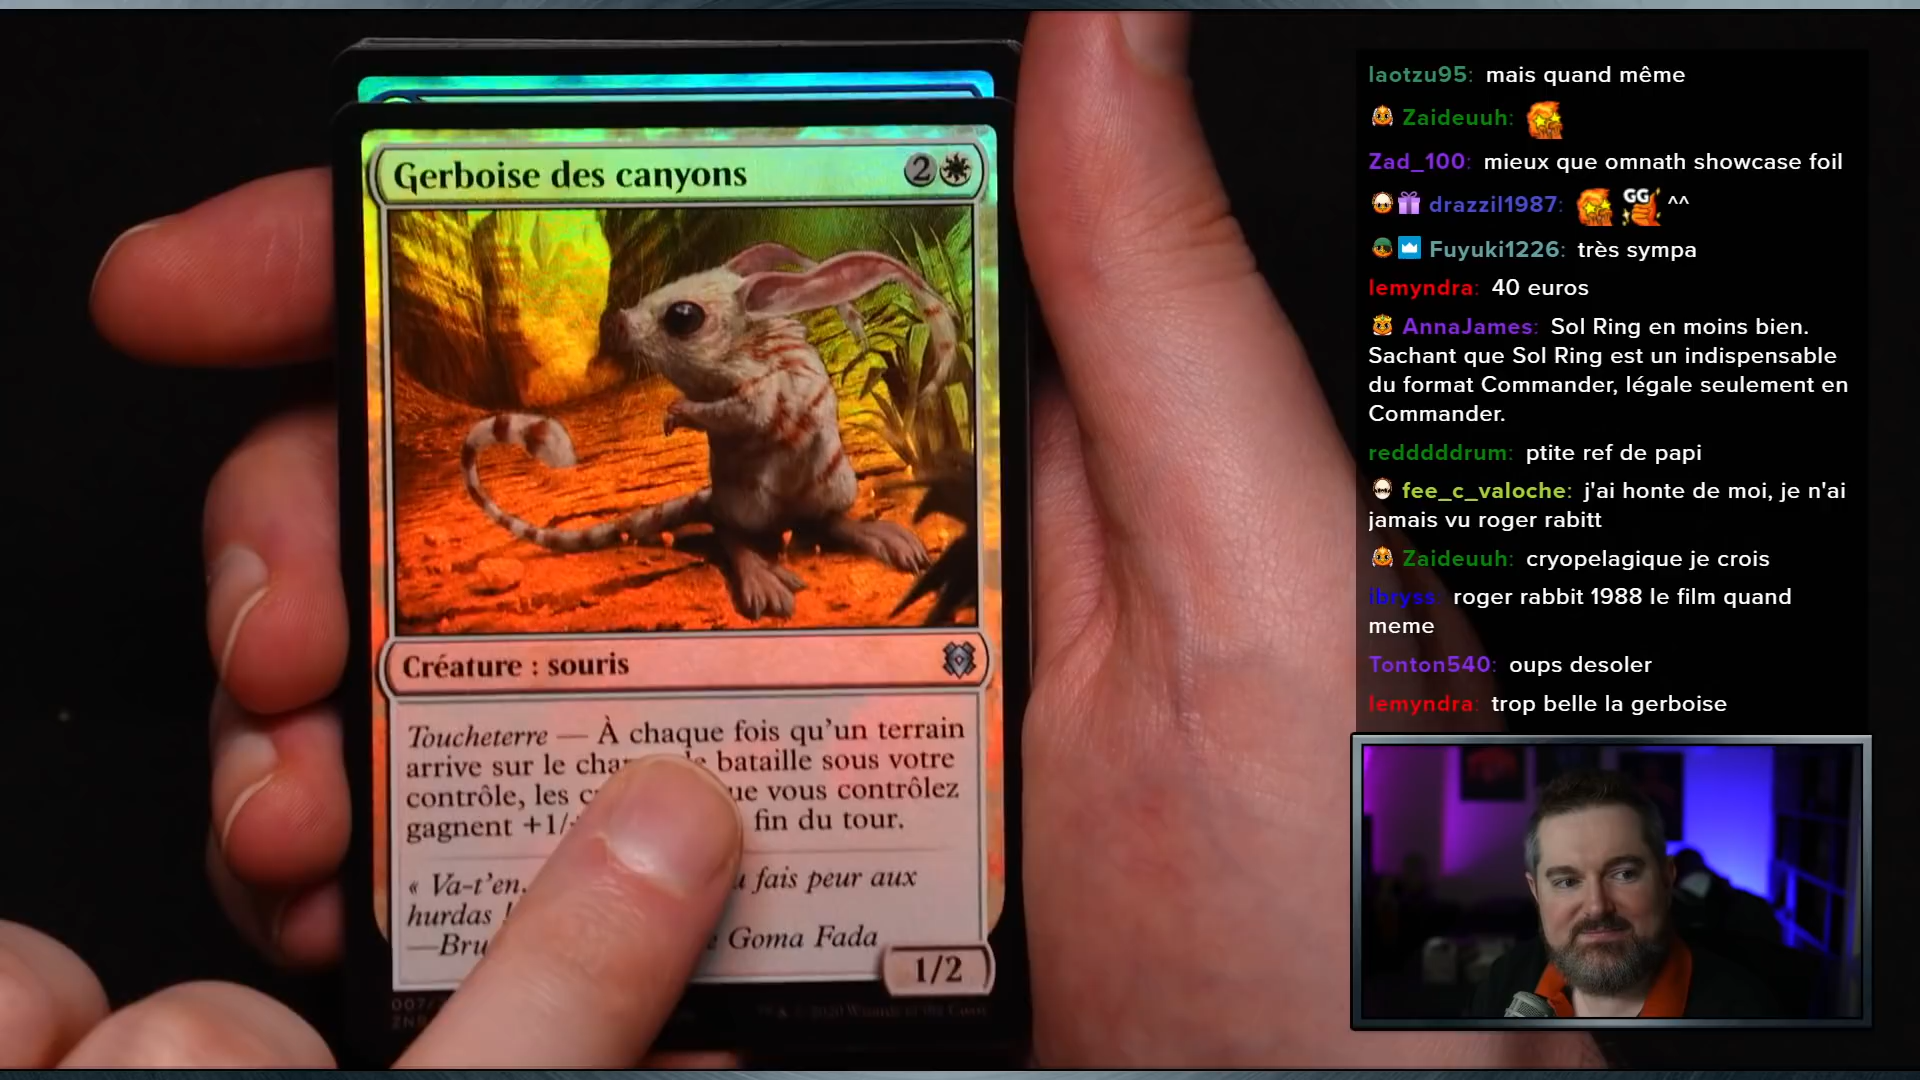 Gerboise des canyons
2
Créature : souris
Toucheterre — À chaque fois qu'un terrain
arrive sur le bataille sous votre
contrôle, les vous contrôlez
gagnent fin du tour.
« Va-t'en. fais peur aux
hurdas !
Goma Fada
1/2
laotzu95: mais quand même
Zaideuuh:
Zad_100: mieux que omnath showcase foil
drazzil1987: GG ^^
Fuyuki1226: très sympa
lemyndra: 40 euros
AnnaJames: Sol Ring en moins bien.
Sachant que Sol Ring est un indispensable
du format Commander, légale seulement en
Commander.
redddddrum: ptite ref de papi
fee_c_valoche: j'ai honte de moi, je n'ai
jamais vu roger rabitt
Zaideuuh: cryopelagique je crois
ibryss: roger rabbit 1988 le film quand
meme
Tonton540: oups desoler
lemyndra: trop belle la gerboise